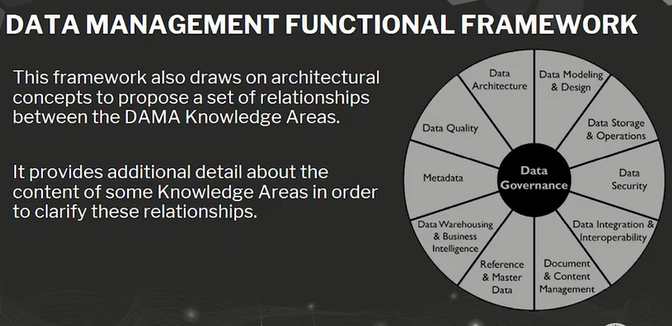 DATA MANAGEMENT FUNCTIONAL FRAMEWORK
This framework also draws on architectural
concepts to propose a set of relationships
between the DAMA Knowledge Areas.
It provides additional detail about the
content of some Knowledge Areas in order
to clarify these relationships.
Data
Architecture
Data Modeling
& Design
Data Storage
& Operations
Data
Security
Data Integration &
Interoperability
Document
& Content
Management
Reference
& Master
Data
Data Warehousing
& Business
Intelligence
Metadata
Data Quality
Data
Governance